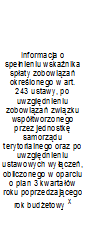 Informacja o
spełnieniu wskaźnika
spłaty zobowiązań
określonego w art.
243 ustawy, po
uwzględnieniu
zobowiązań związku
współtworzonego
przez jednostkę
samorządu
terytorialnego oraz po
uwzględnieniu
ustawowych wyłączeń,
obliczonego w oparciu
o plan 3 kwartałów
roku poprzedzającego
rok budżetowy x